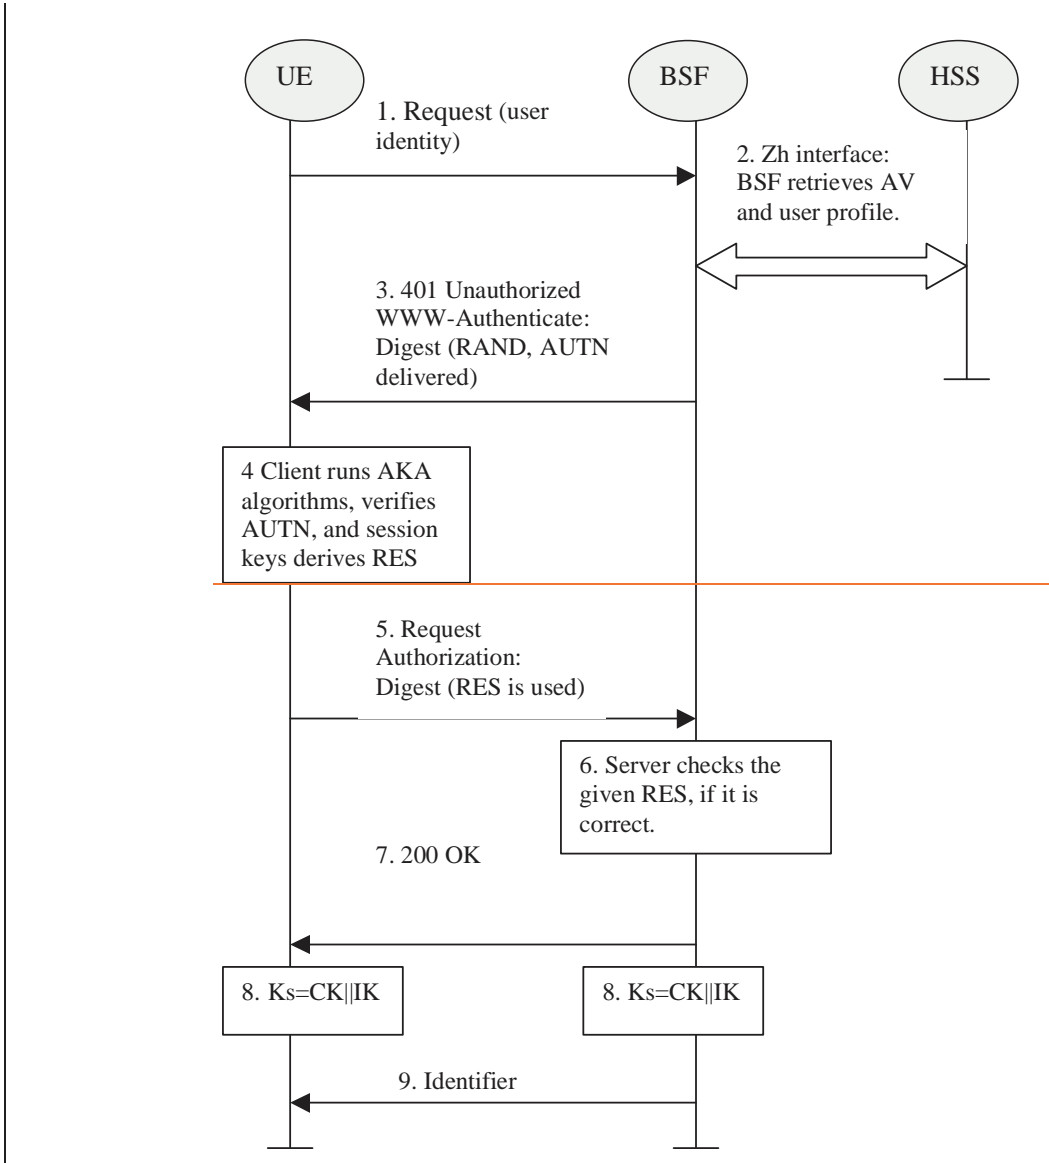 UE
BSF
HSS
1. Request (user
identity)
2. Zh interface:
BSF retrieves AV
and user profile.
3. 401 Unauthorized
WWW-Authenticate:
Digest (RAND, AUTN
delivered)
4 Client runs AKA
algorithms, verifies
AUTN, and session
keys derives RES
5. Request
Authorization:
Digest (RES is used)
6. Server checks the
given RES, if it is
correct.
7. 200 OK
8. Ks=CK||IK
8. Ks=CK||IK
9. Identifier